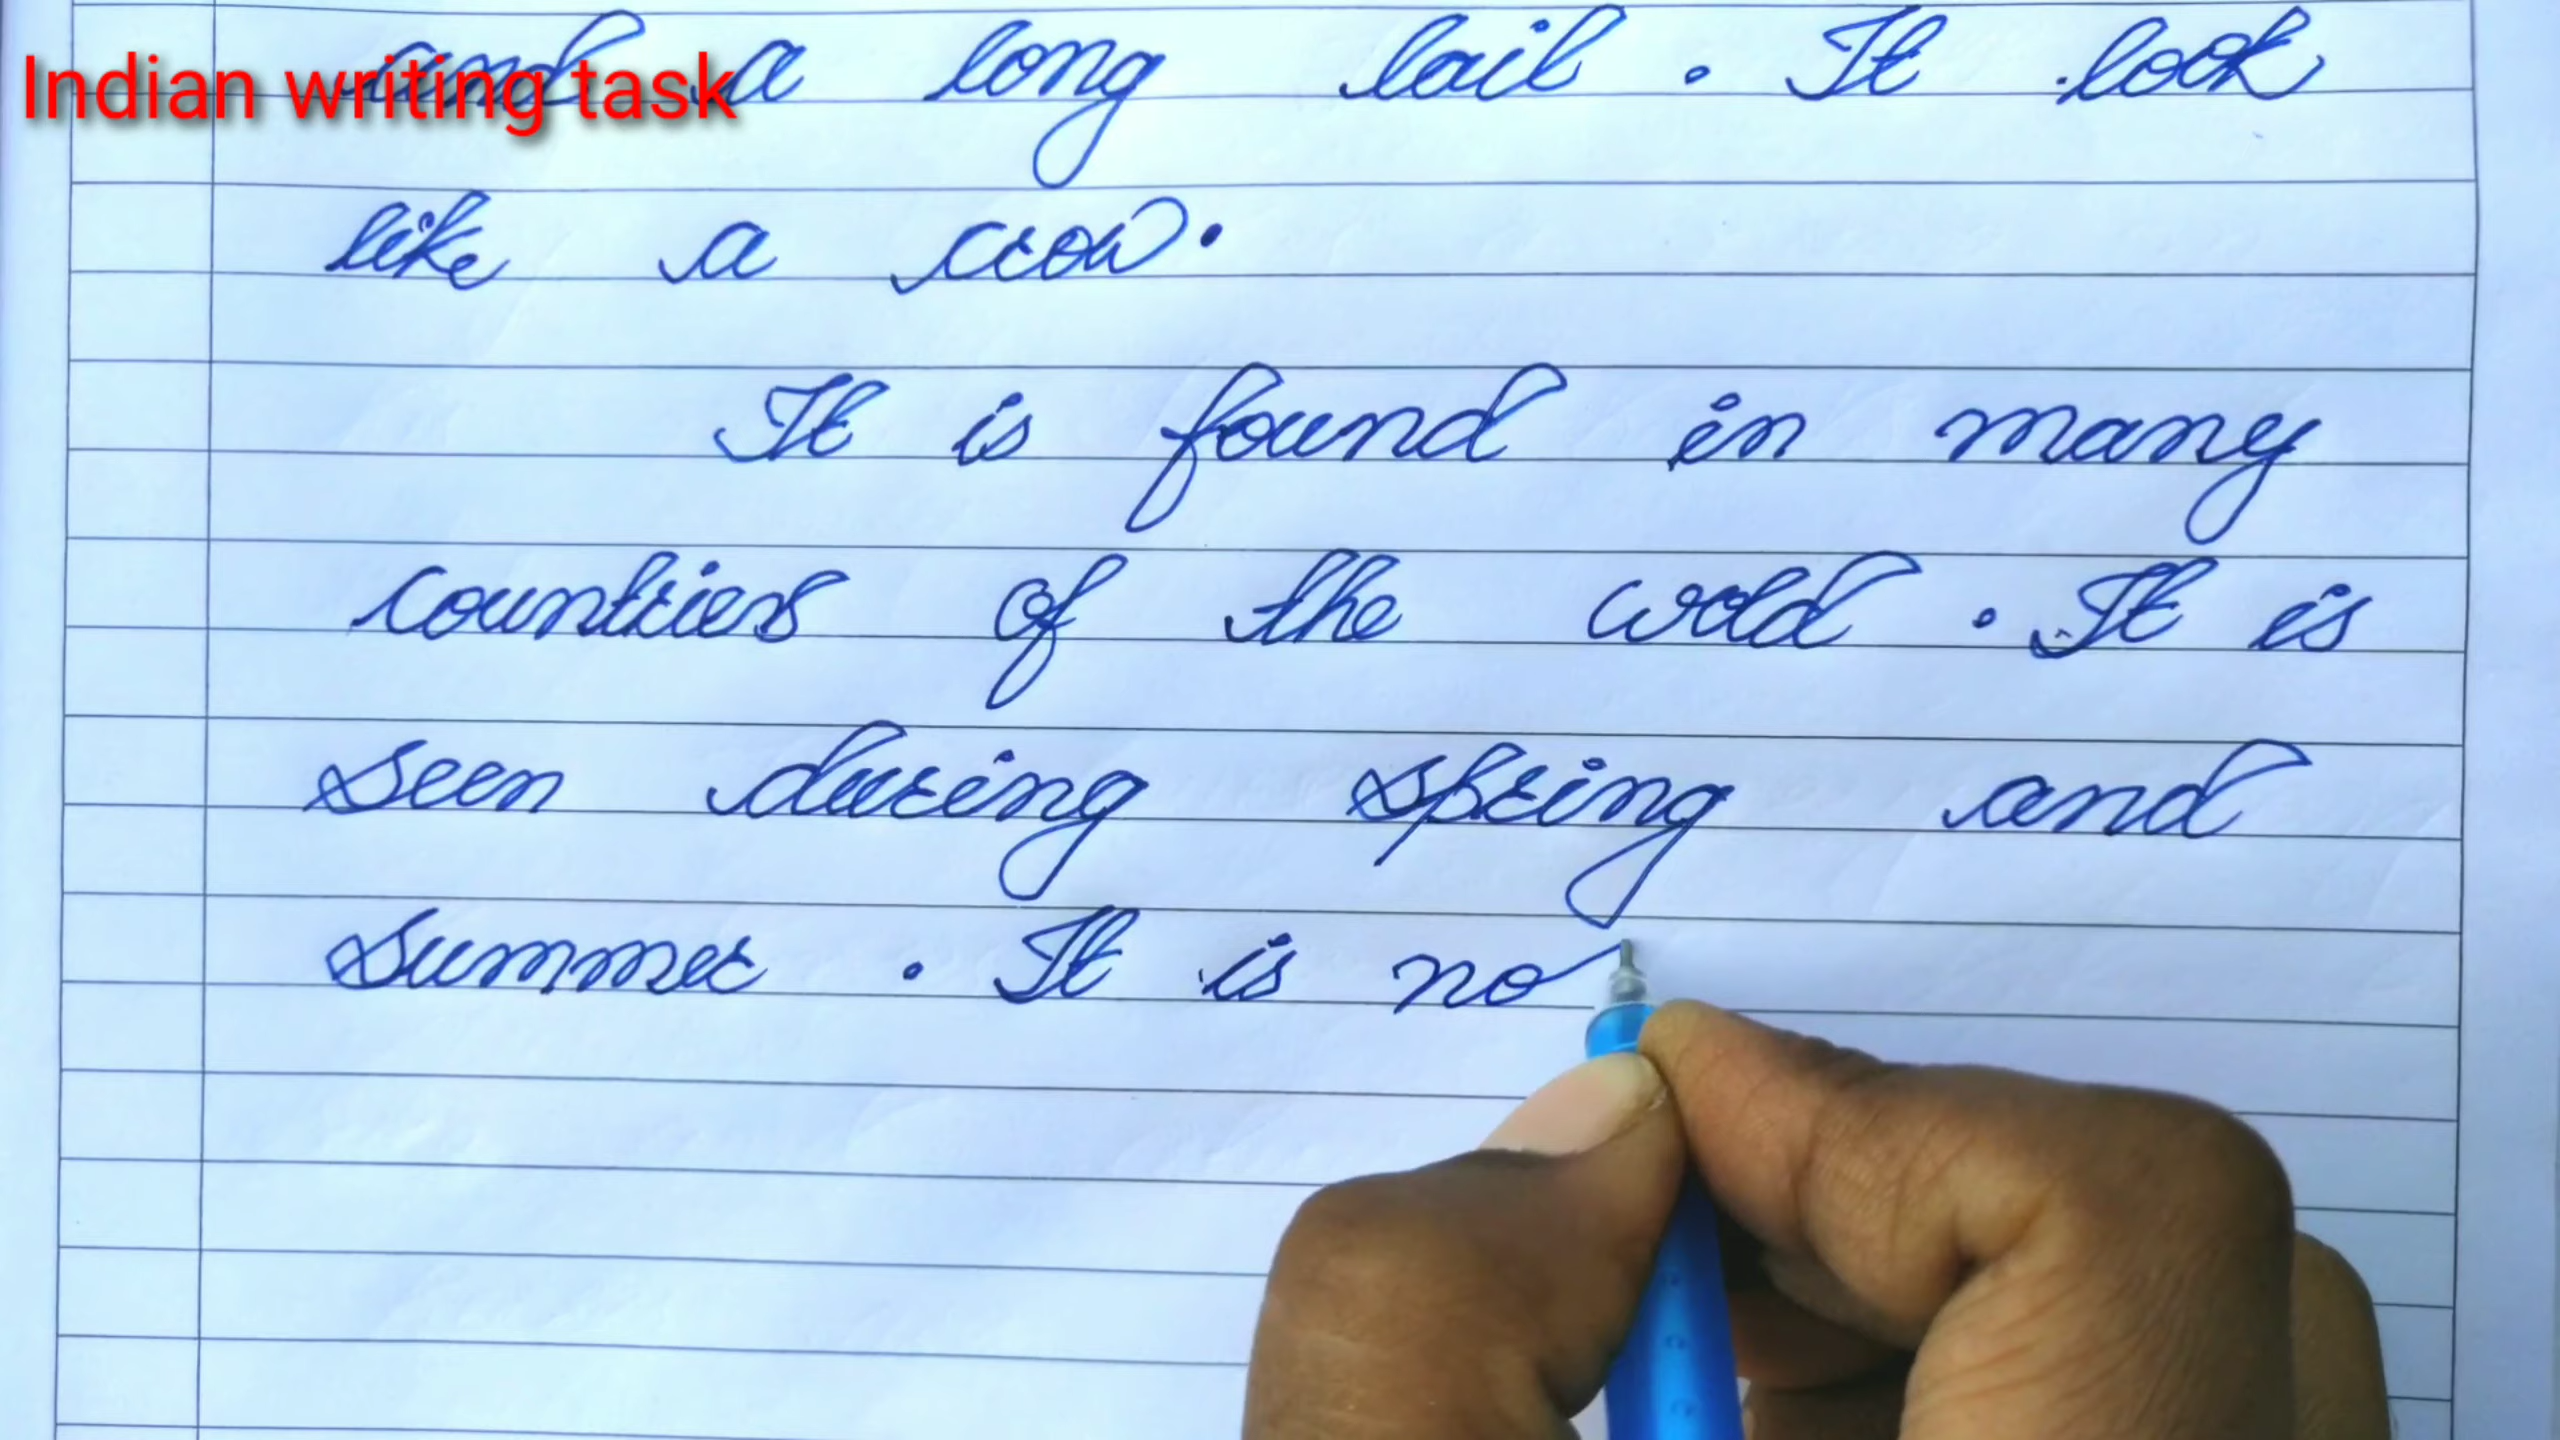 Indian writing task
and a long tail. It look
like a crow.
It is found in many
countries of the wold. It is
seen during spring and
summer. It is no